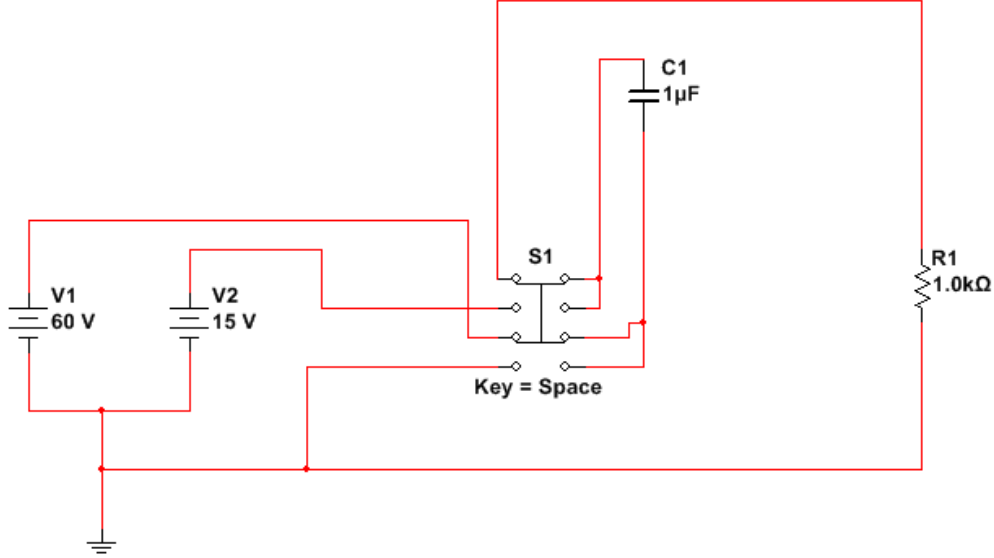 C1
1µF
S1
R1
1.0kΩ
V1
60 V
V2
15 V
Key = Space